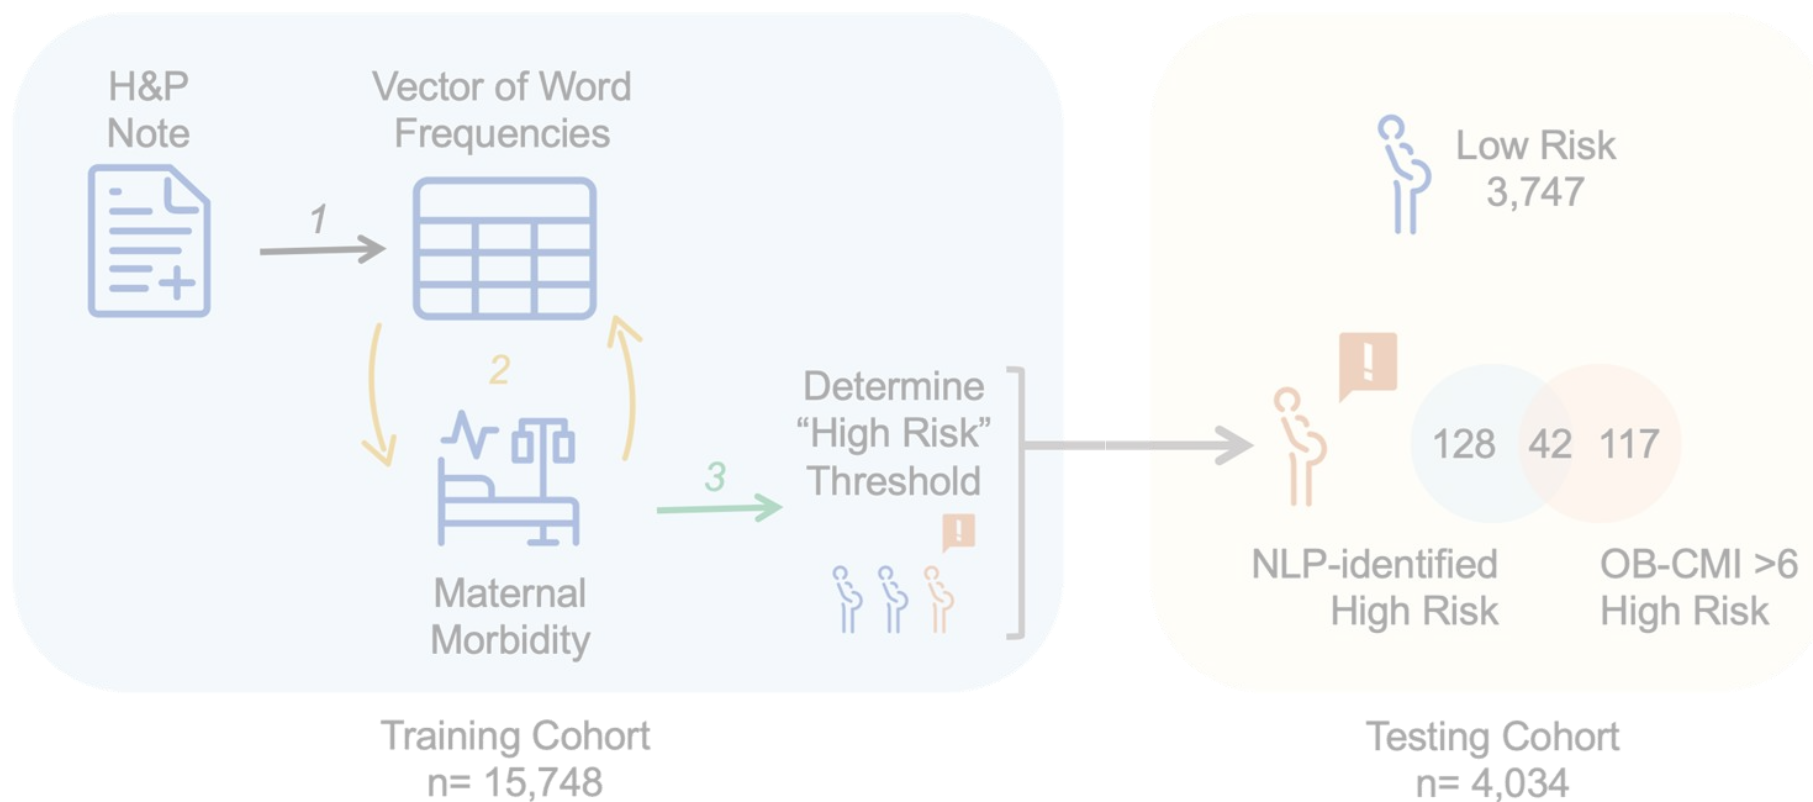 H&P
Note
Vector of Word
Frequencies
1
2
Maternal
Morbidity
3
Determine
“High Risk”
Threshold
!
Training Cohort
n= 15,748
Low Risk
3,747
!
128 42 117
NLP-identified
High Risk
OB-CMI >6
High Risk
Testing Cohort
n= 4,034